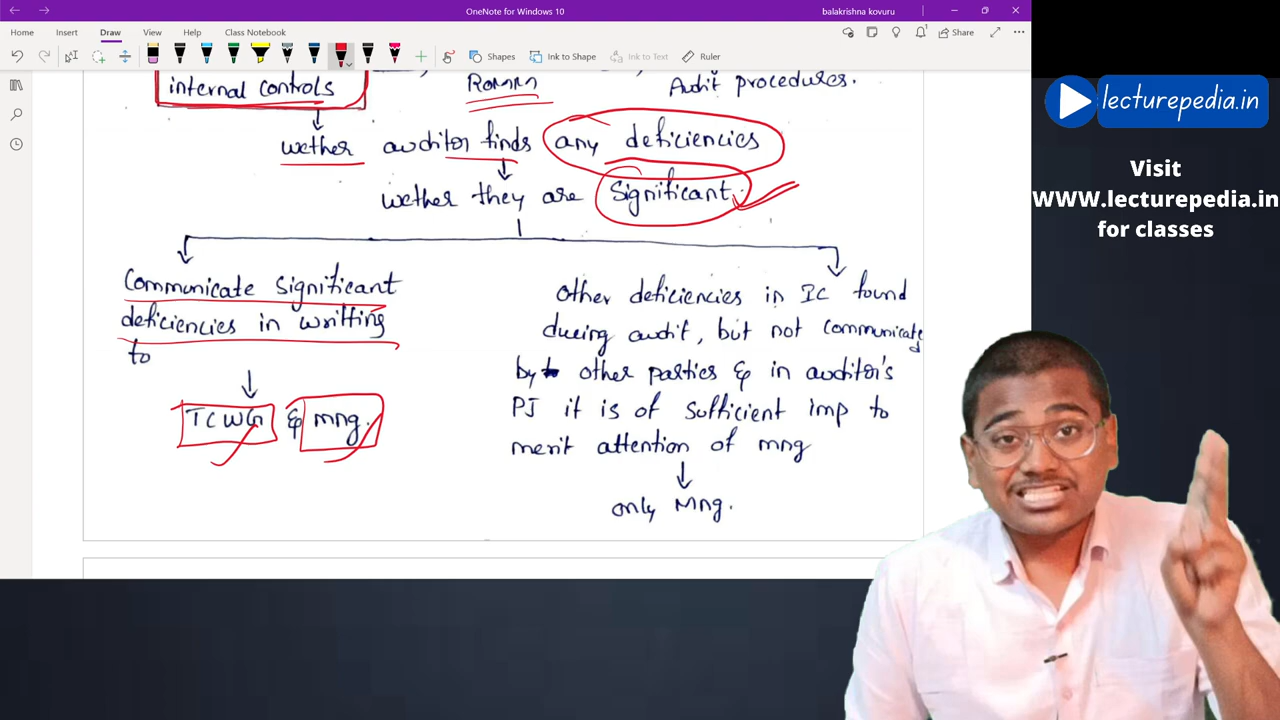 OneNote for Windows 10
balakrishna kovuru
Home Insert Draw View Help Class Notebook
Share
Shapes Ink to Shape Ink to Text Ruler
internal controls
ROMMN
Audit procedures.
wether auditor finds any deficiencies
wether they are Significant.
Communicate Significant
deficiencies in writting
to
TCWG & mng.
Other deficiencies in IC found
during audit, but not communicate
d
by other parties & in auditor's
PJ it is of sufficient imp to
merit attention of mng
only Mng.
lecturepedia.in
Visit
WWW.lecturepedia.in
for classes